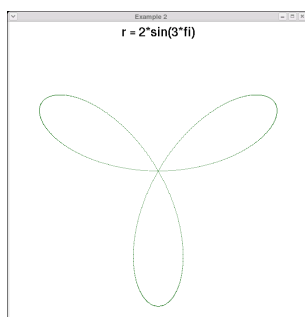 Example 2
r = 2*sin(3*fi)